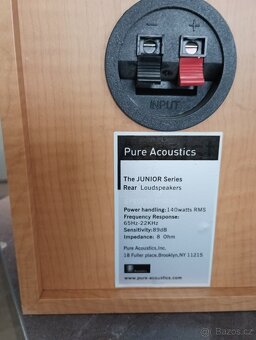 - +
INPUT
Pure Acoustics
The JUNIOR Series
Rear Loudspeakers
Power handling:140watts RMS
Frequency Response:
65Hz-22KHz
Sensitivity:89dB
Impedance: 8 Ohm
Pure Acoustics,Inc.
18 Fuller place.Brooklyn,NY 11215
www.pure-acoustics.com
Bazoš.cz